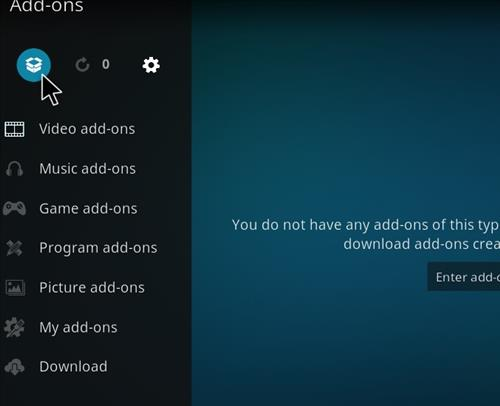 Add-ons
0
Video add-ons
Music add-ons
Game add-ons
Program add-ons
Picture add-ons
My add-ons
Download
You do not have any add-ons of this typ
download add-ons crea
Enter add-